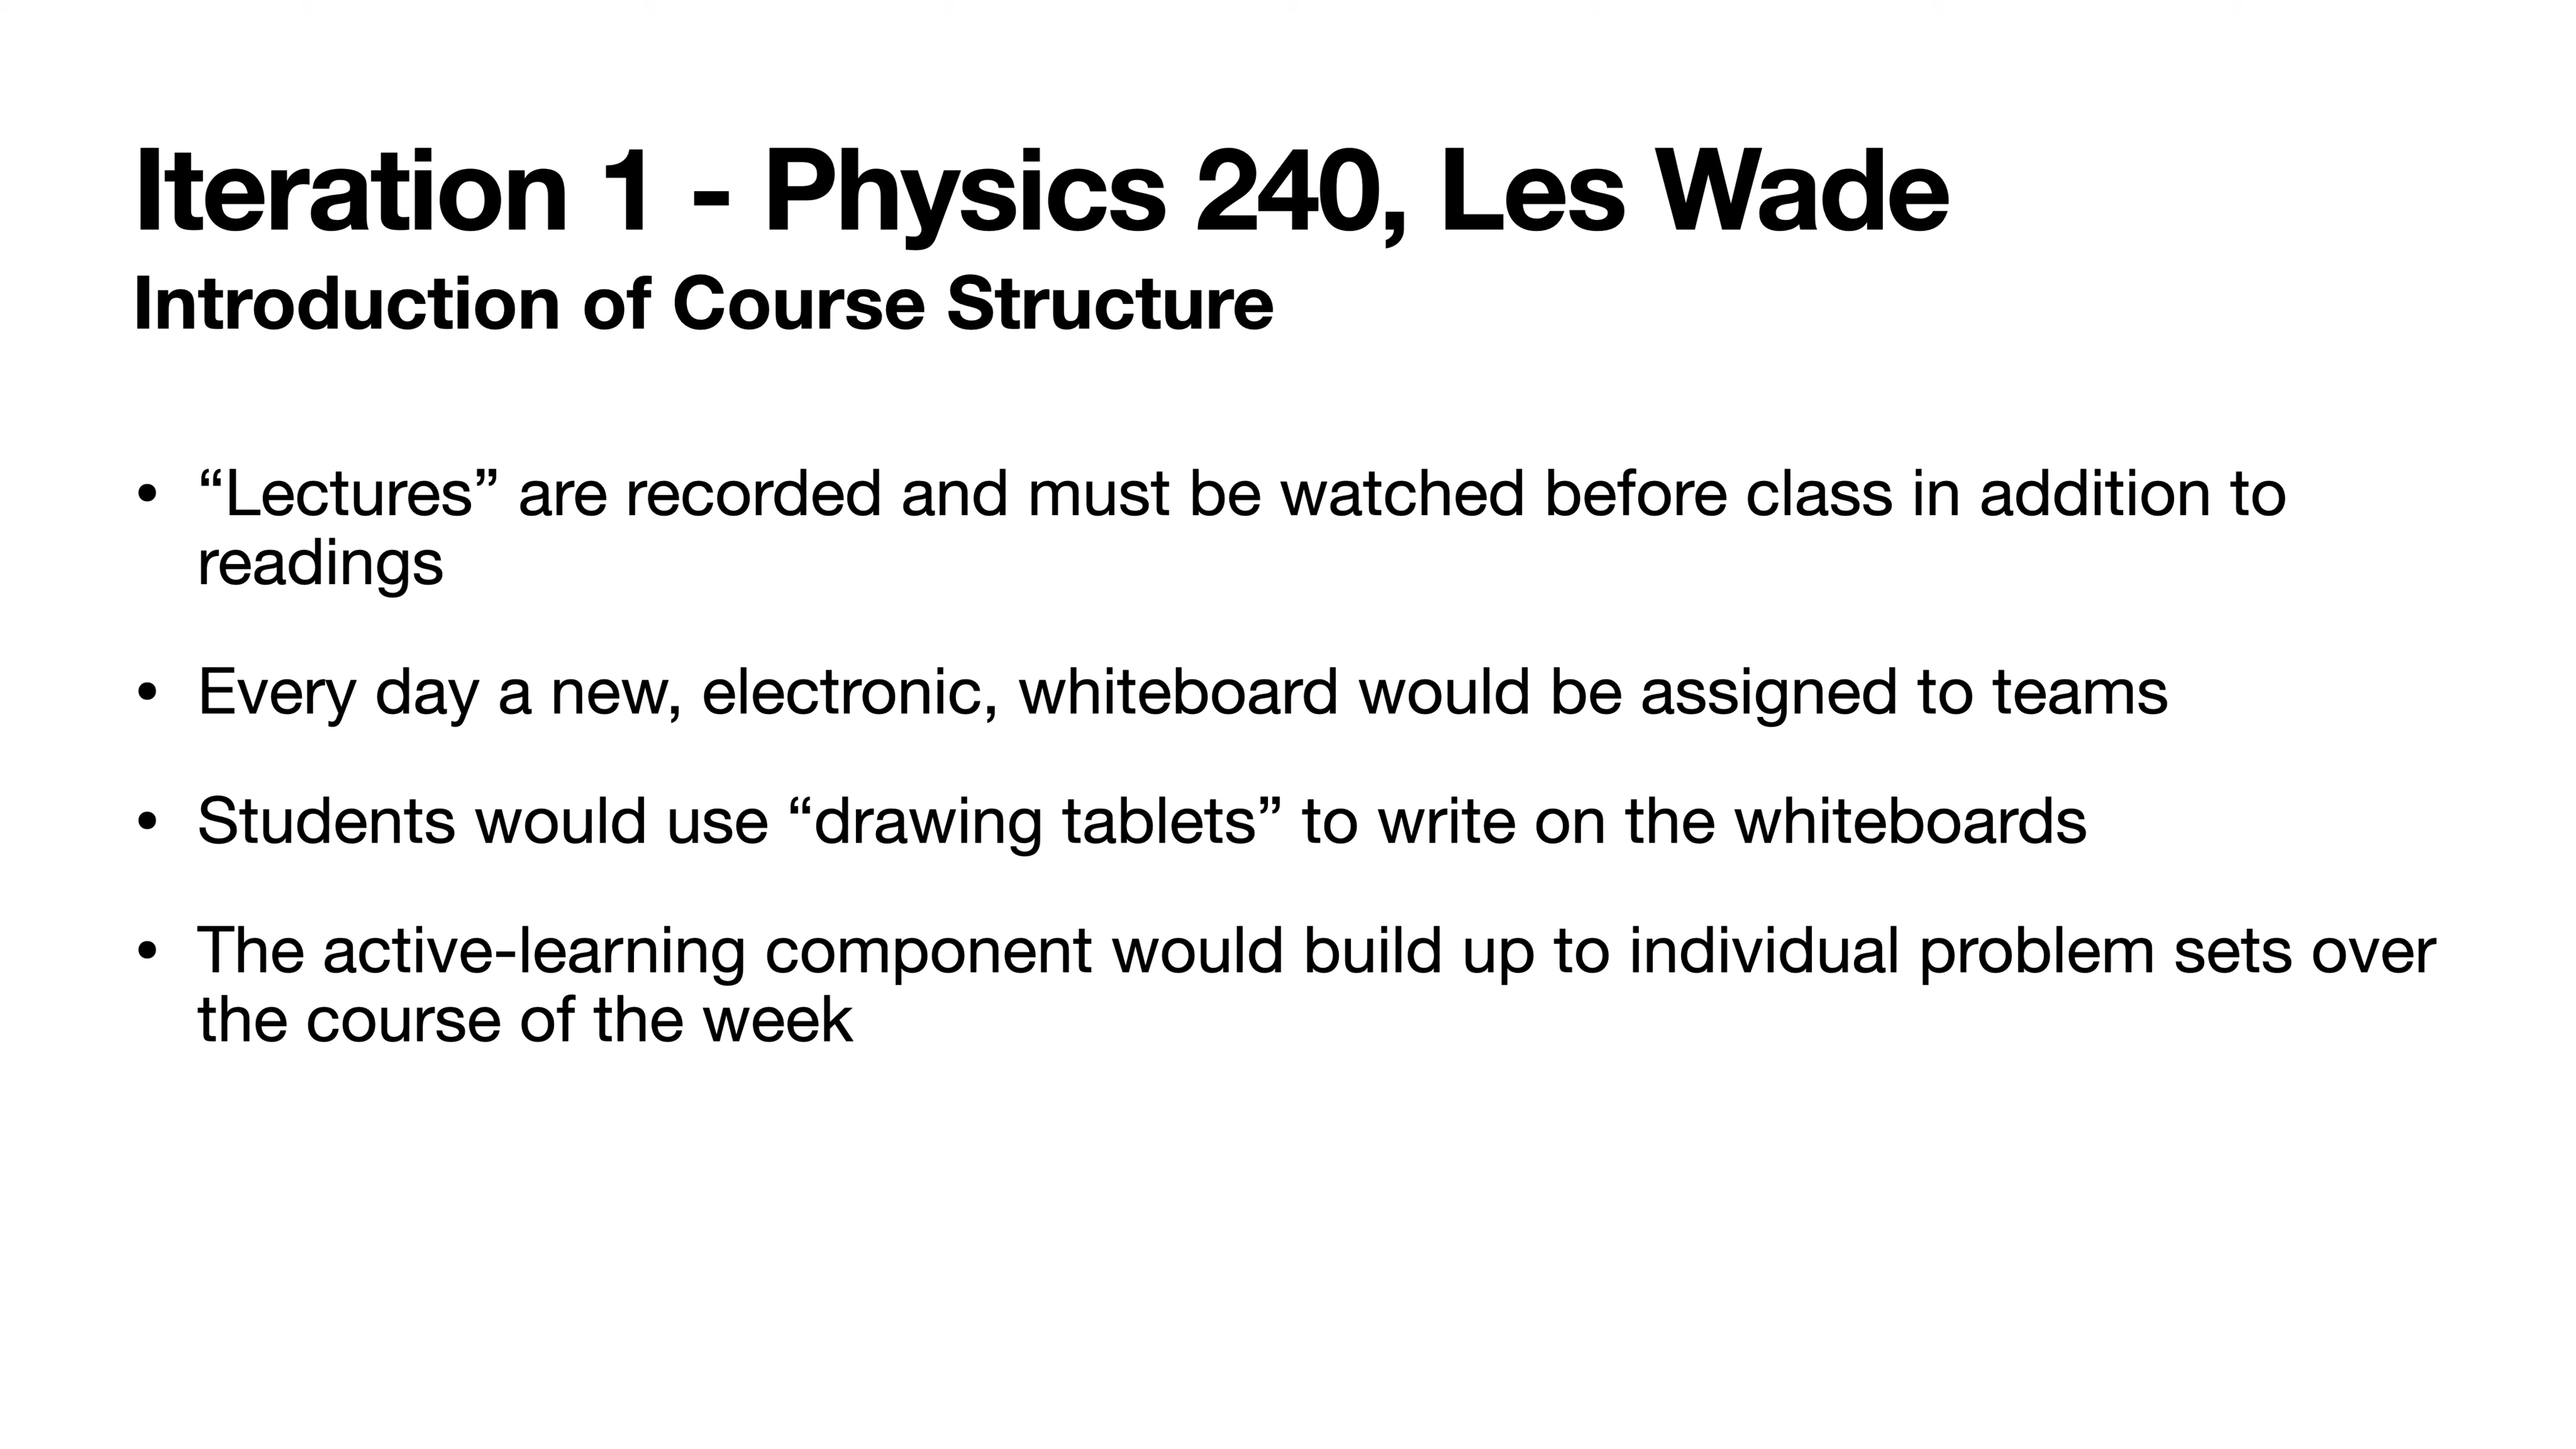 Iteration 1 - Physics 240, Les Wade
Introduction of Course Structure
• “Lectures” are recorded and must be watched before class in addition to
readings
• Every day a new, electronic, whiteboard would be assigned to teams
• Students would use “drawing tablets” to write on the whiteboards
• The active-learning component would build up to individual problem sets over
the course of the week